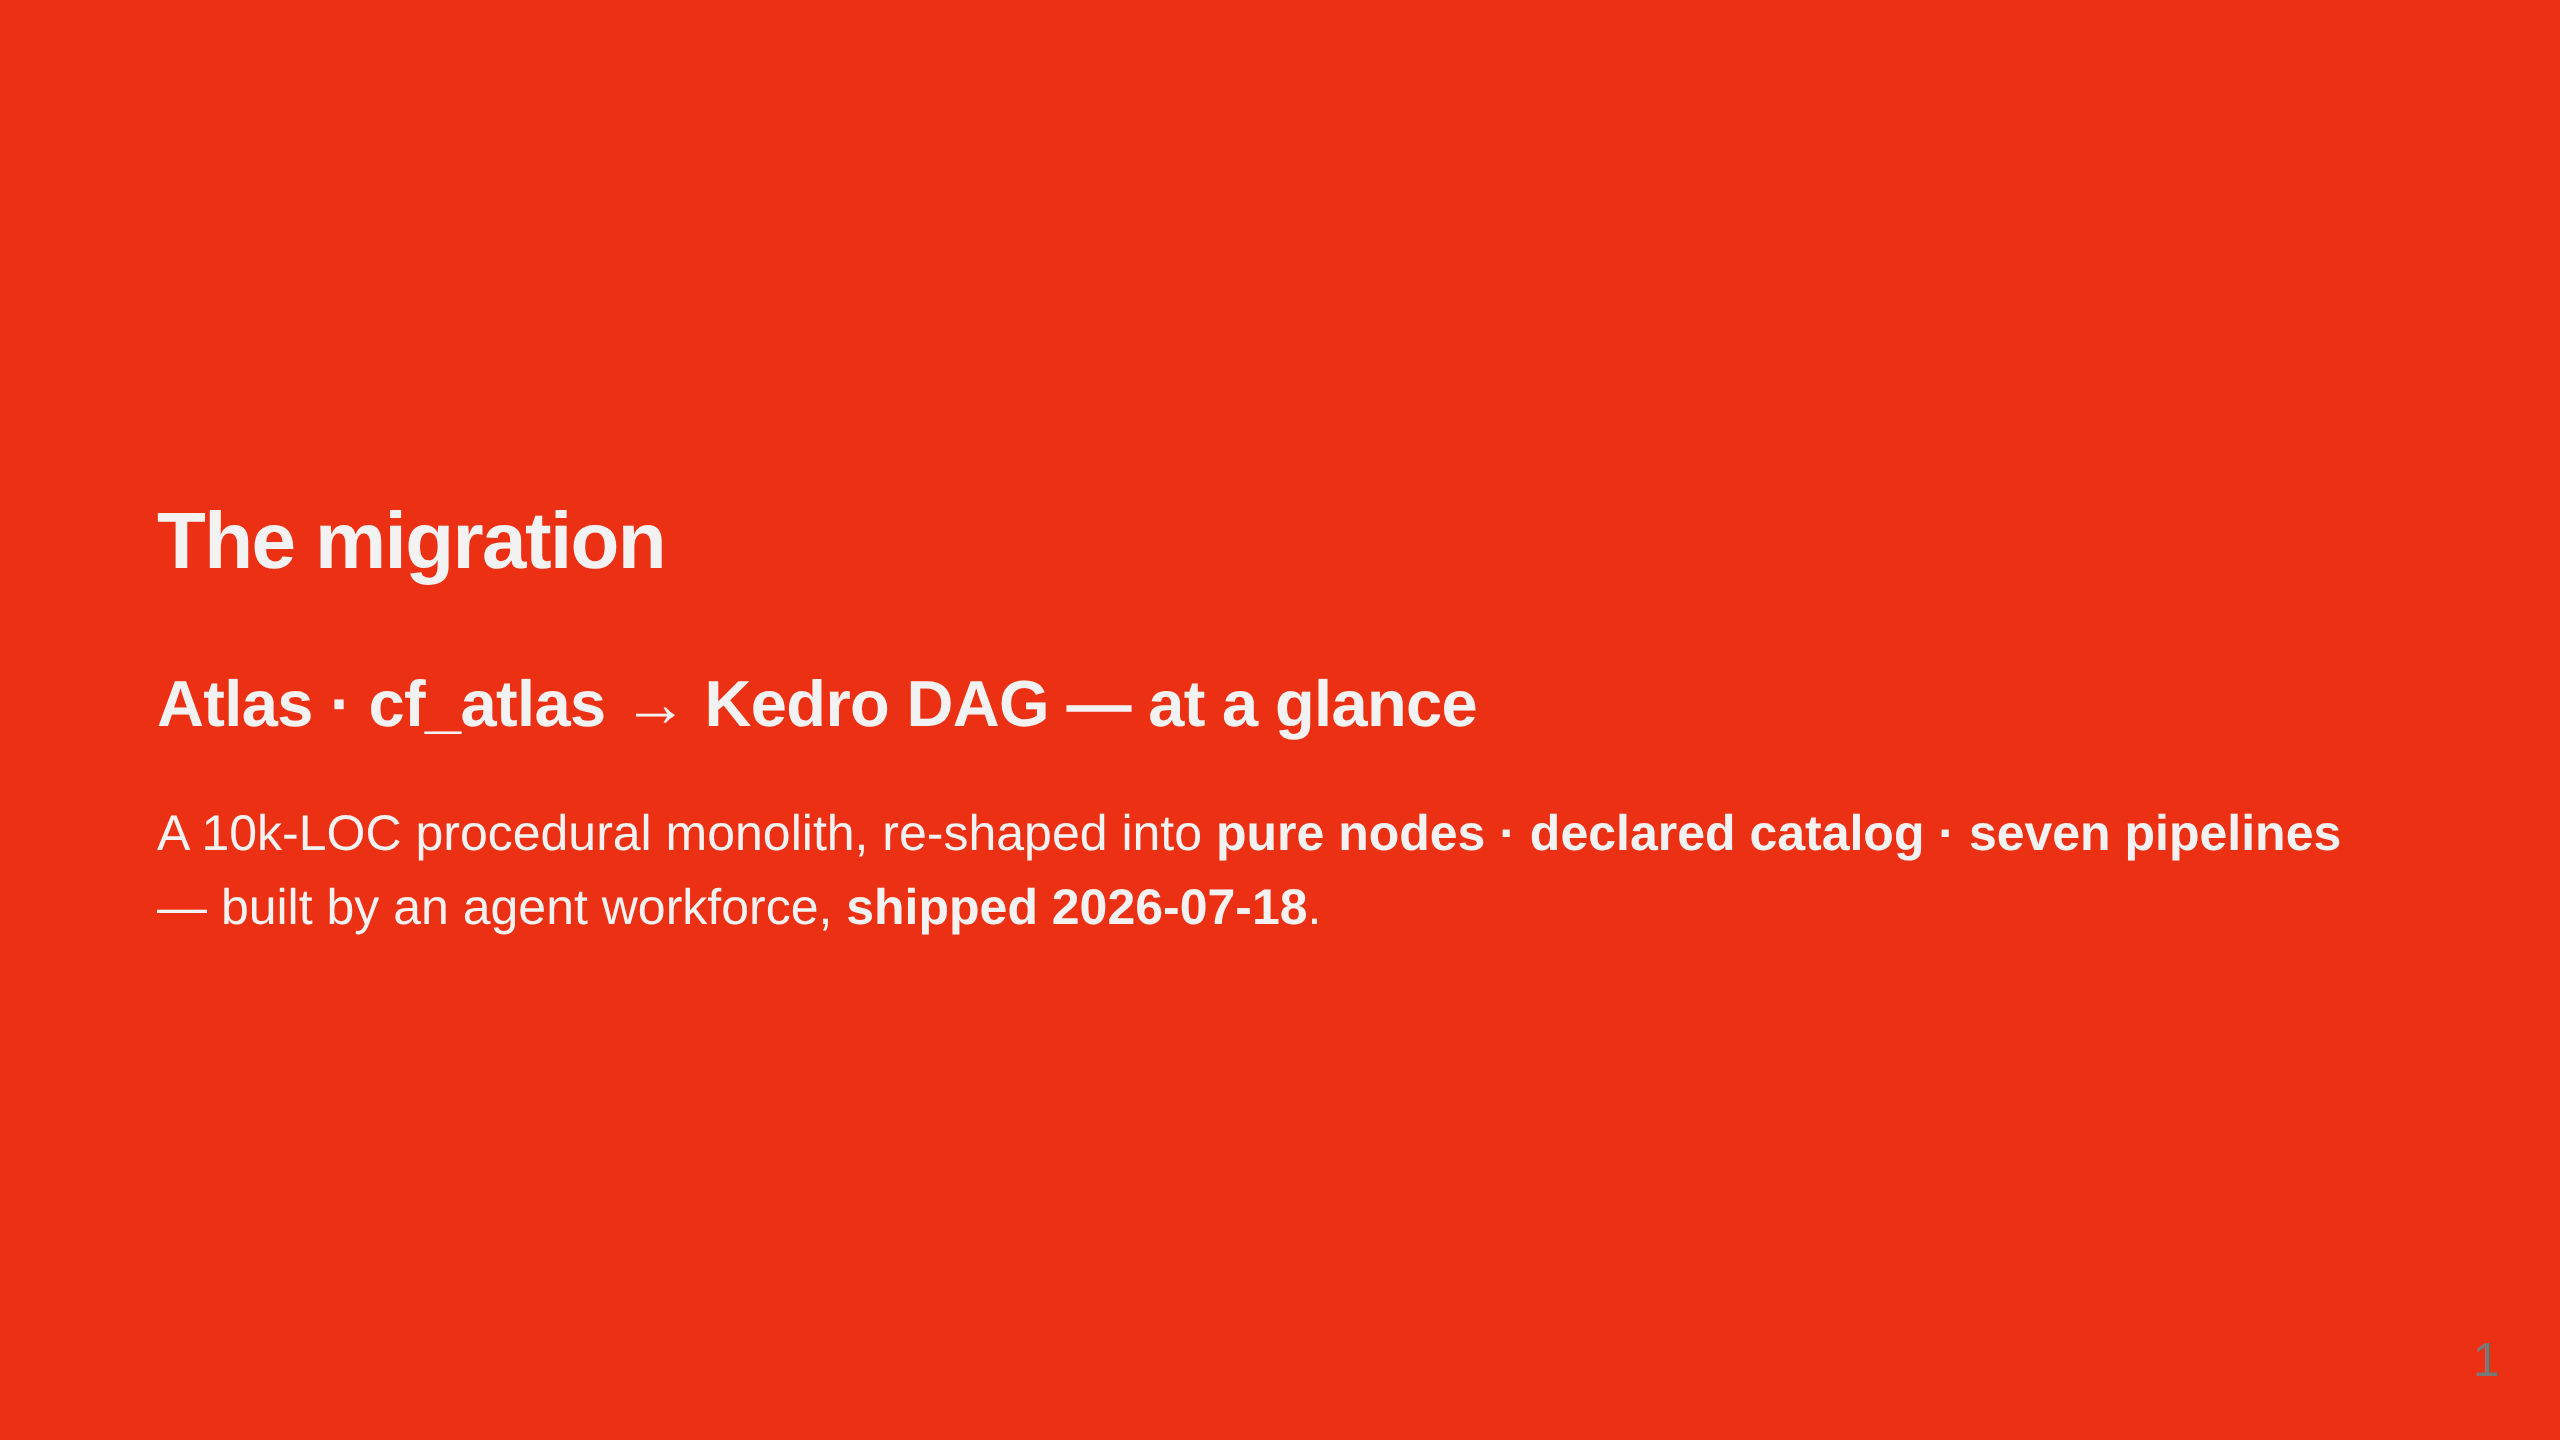 The migration
Atlas · cf_atlas → Kedro DAG — at a glance
A 10k-LOC procedural monolith, re-shaped into pure nodes · declared catalog · seven pipelines
— built by an agent workforce, shipped 2026-07-18.
1